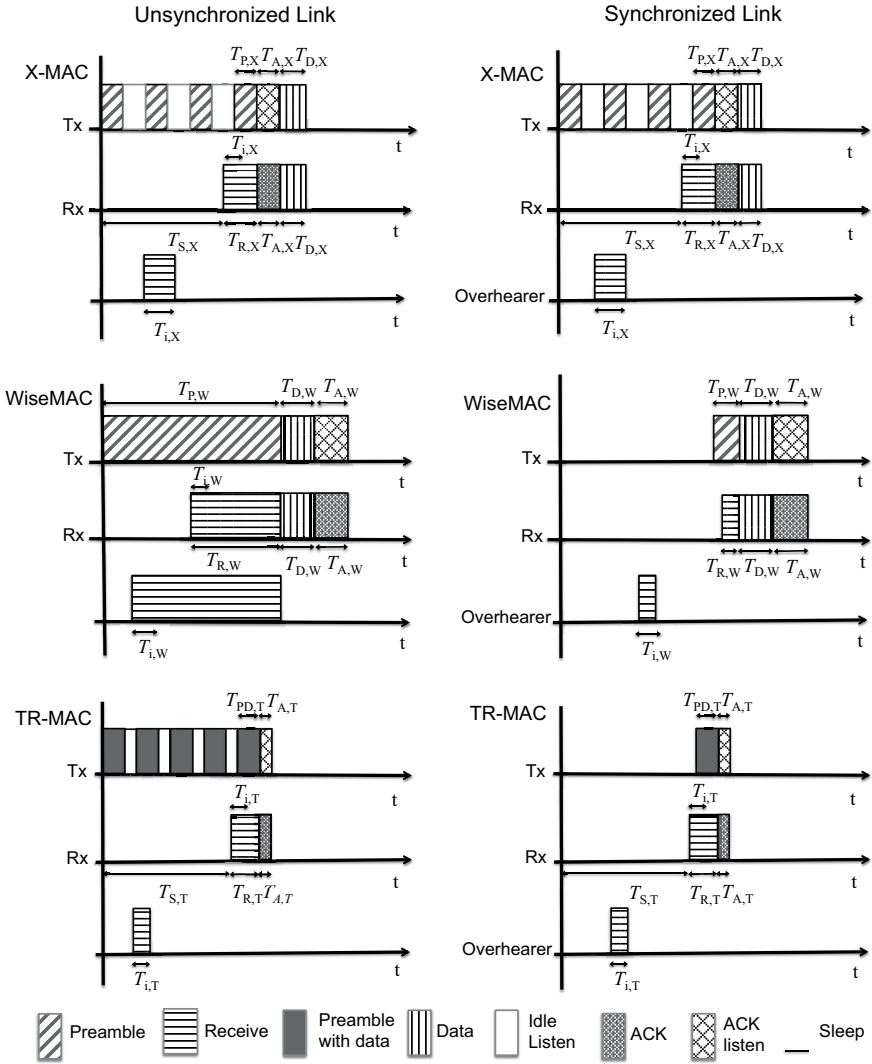 Unsynchronized Link
Synchronized Link
X-MAC
T_P,X T_A,X T_D,X
Tx
t
T_i,X
Rx
t
T_S,X T_R,X T_A,X T_D,X
t
T_i,X
X-MAC
T_P,X T_A,X T_D,X
Tx
t
T_i,X
Rx
t
T_S,X T_R,X T_A,X T_D,X
Overhearer
t
T_i,X
WiseMAC
T_P,W T_D,W T_A,W
Tx
t
T_i,W
Rx
t
T_R,W T_D,W T_A,W
t
T_i,W
WiseMAC
T_P,W T_D,W T_A,W
Tx
t
Rx
t
T_R,W T_D,W T_A,W
Overhearer
t
T_i,W
TR-MAC
T_PD,T T_A,T
Tx
t
T_i,T
Rx
t
T_S,T T_R,T T_A,T
t
T_i,T
TR-MAC
T_PD,T T_A,T
Tx
t
T_i,T
Rx
t
T_S,T T_R,T T_A,T
Overhearer
t
T_i,T
Preamble
Receive
Preamble
with data
Data
Idle
Listen
ACK
ACK
listen
Sleep